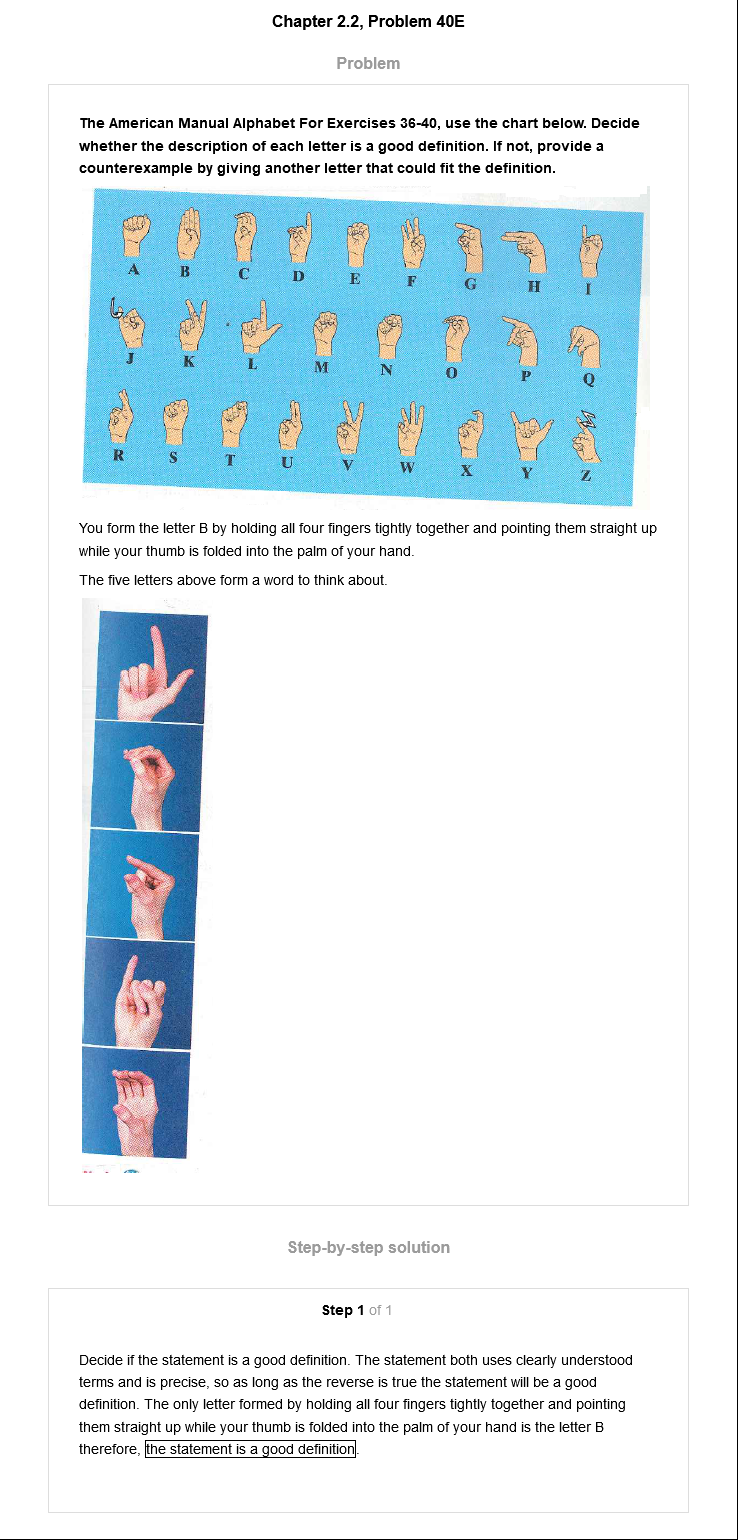 Chapter 2.2, Problem 40E
Problem
The American Manual Alphabet For Exercises 36-40, use the chart below. Decide
whether the description of each letter is a good definition. If not, provide a
counterexample by giving another letter that could fit the definition.
A B C D E F G H I
J K L M N O P Q
R S T U V W X Y Z
You form the letter B by holding all four fingers tightly together and pointing them straight up
while your thumb is folded into the palm of your hand.
The five letters above form a word to think about.
Step-by-step solution
Step 1 of 1
Decide if the statement is a good definition. The statement both uses clearly understood
terms and is precise, so as long as the reverse is true the statement will be a good
definition. The only letter formed by holding all four fingers tightly together and pointing
them straight up while your thumb is folded into the palm of your hand is the letter B
therefore, the statement is a good definition.